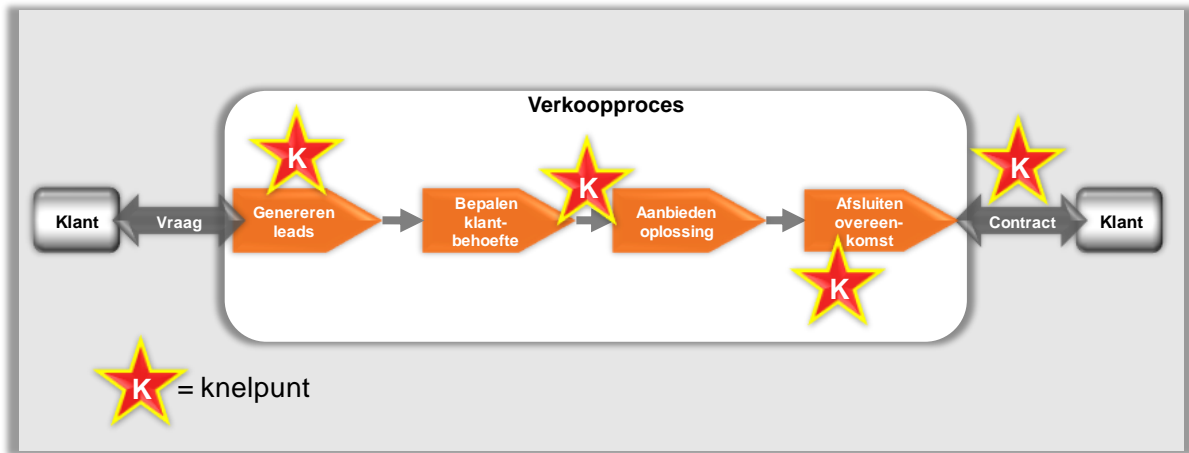 Verkoopproces
K
K
K
Klant
Vraag
Genereren
leads
Bepalen
klant-
behoefte
Aanbieden
oplossing
Afsluiten
overeen-
komst
Contract
Klant
K
K
= knelpunt